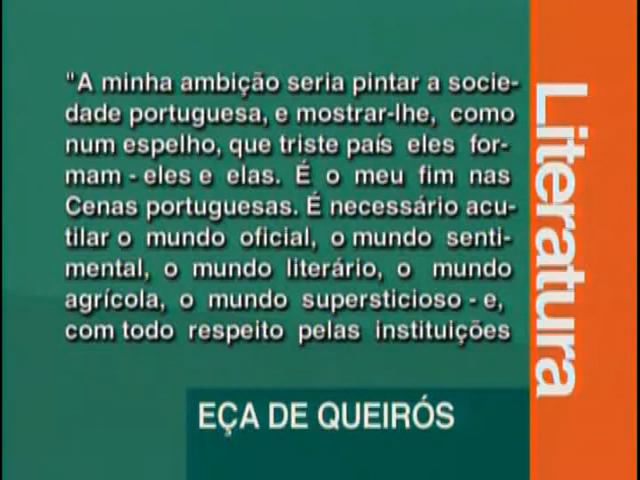 "A minha ambição seria pintar a socie-
dade portuguesa, e mostrar-lhe, como
num espelho, que triste país eles for-
mam - eles e elas. É o meu fim nas
Cenas portuguesas. É necessário acu-
tilar o mundo oficial, o mundo senti-
mental, o mundo literário, o mundo
agrícola, o mundo supersticioso - e,
com todo respeito pelas instituições
EÇA DE QUEIRÓS
Literatura